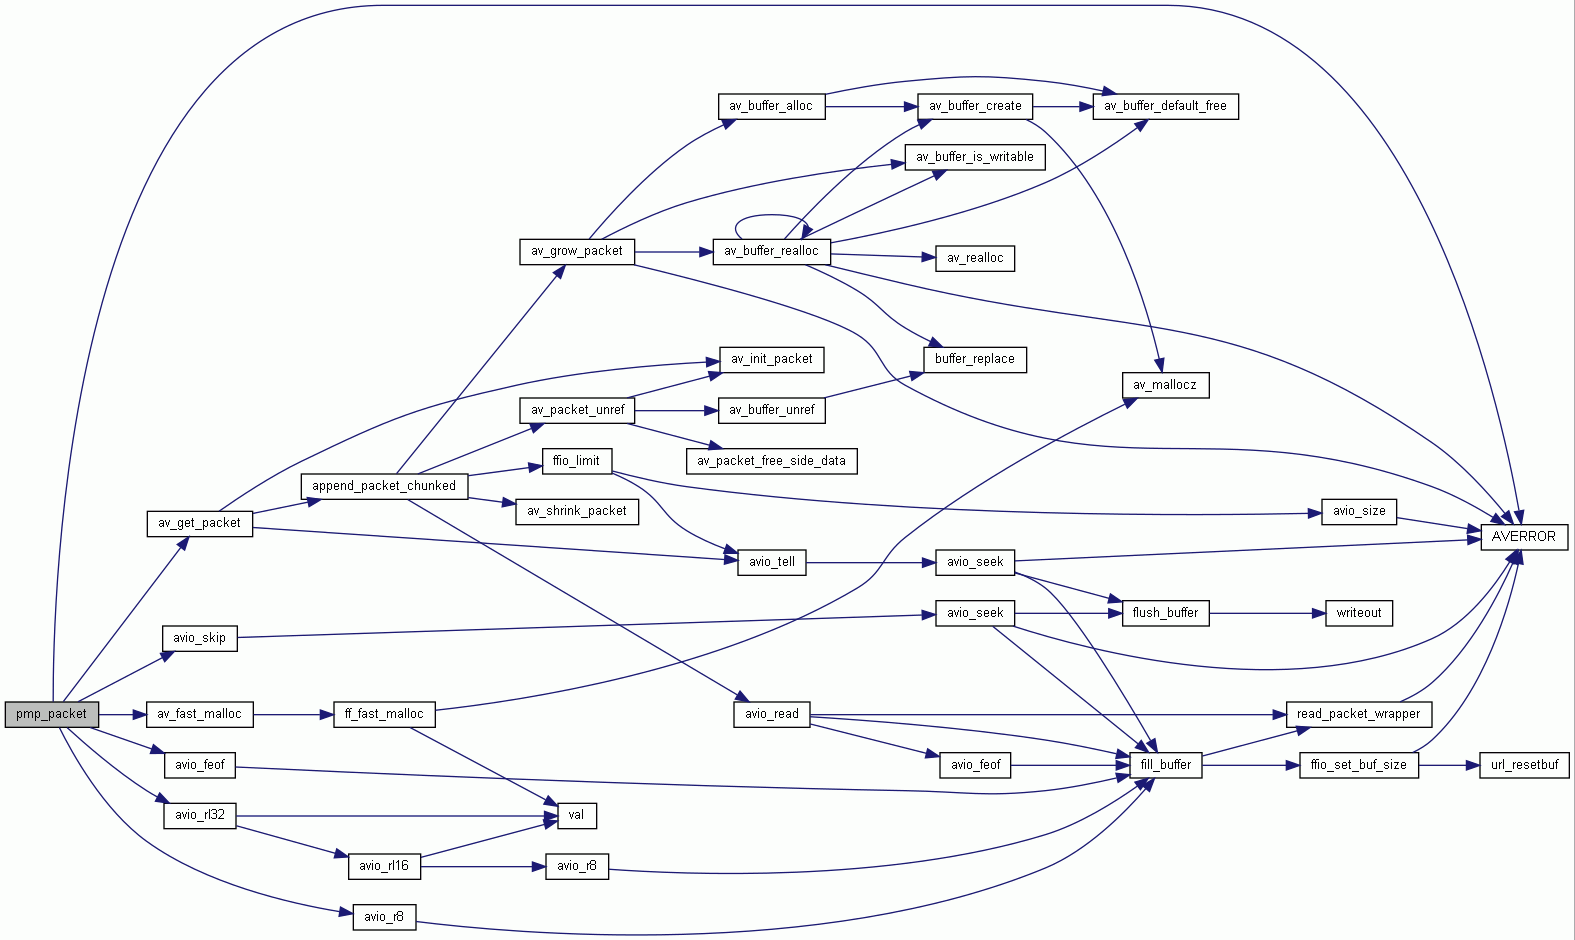 av_buffer_alloc
av_buffer_create
av_buffer_default_free
av_buffer_is_writable
av_grow_packet
av_buffer_realloc
av_realloc
av_init_packet
buffer_replace
av_mallocz
av_packet_unref
av_buffer_unref
ffio_limit
av_packet_free_side_data
append_packet_chunked
av_shrink_packet
avio_size
av_get_packet
AVERROR
avio_tell
avio_seek
avio_skip
avio_seek
flush_buffer
writeout
pmp_packet
av_fast_malloc
ff_fast_malloc
avio_read
read_packet_wrapper
avio_feof
avio_feof
fill_buffer
ffio_set_buf_size
url_resetbuf
avio_rl32
val
avio_rl16
avio_r8
avio_r8